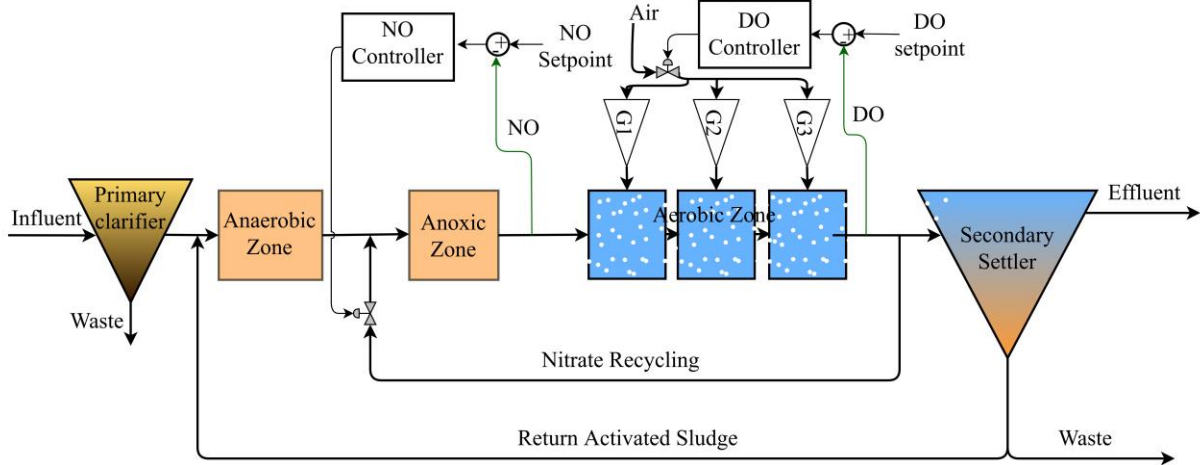 NO
Controller
NO
Setpoint
Air
DO
Controller
DO
setpoint
NO
G1
G2
G3
DO
Influent
Primary
clarifier
Anaerobic
Zone
Anoxic
Zone
Aerobic Zone
Secondary
Settler
Effluent
Waste
Nitrate Recycling
Return Activated Sludge
Waste